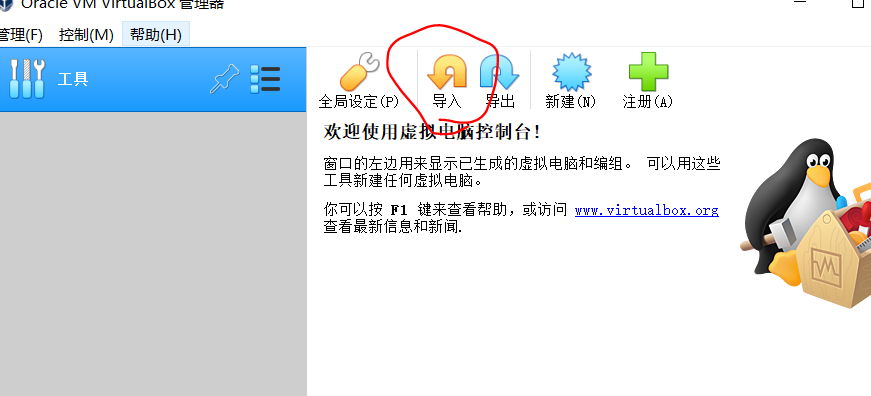 Oracle VM VirtualBox 管理器
管理(F) 控制(M) 帮助(H)
工具
全局设定(P) 导入 导出 新建(N) 注册(A)
欢迎使用虚拟电脑控制台!
窗口的左边用来显示已生成的虚拟电脑和编组。 可以用这些
工具新建任何虚拟电脑。
你可以按 F1 键来查看帮助，或访问 www.virtualbox.org
查看最新信息和新闻.